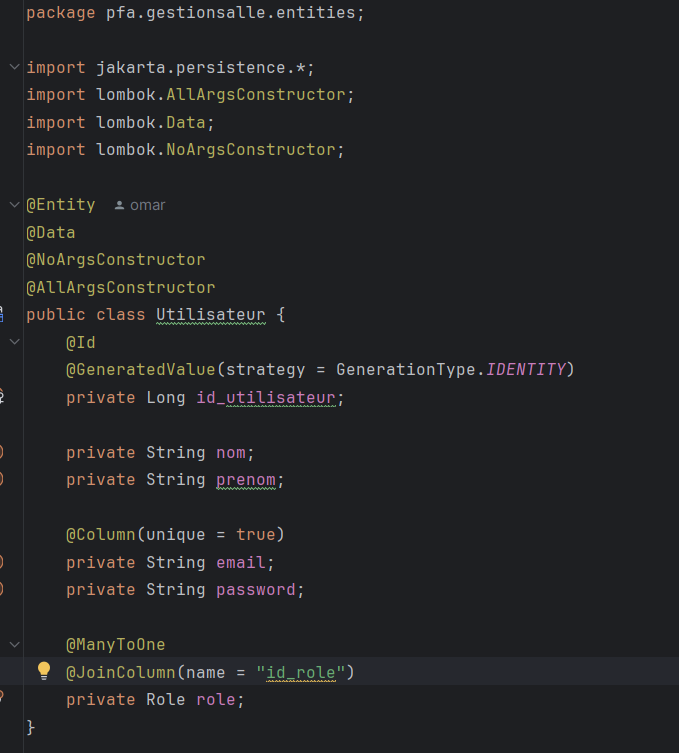 package pfa.gestionsalle.entities;
import jakarta.persistence.*;
import lombok.AllArgsConstructor;
import lombok.Data;
import lombok.NoArgsConstructor;
@Entity omar
@Data
@NoArgsConstructor
@AllArgsConstructor
public class Utilisateur {
@Id
@GeneratedValue(strategy = GenerationType.IDENTITY)
private Long id_utilisateur;
private String nom;
private String prenom;
@Column(unique = true)
private String email;
private String password;
@ManyToOne
@JoinColumn(name = "id_role")
private Role role;
}